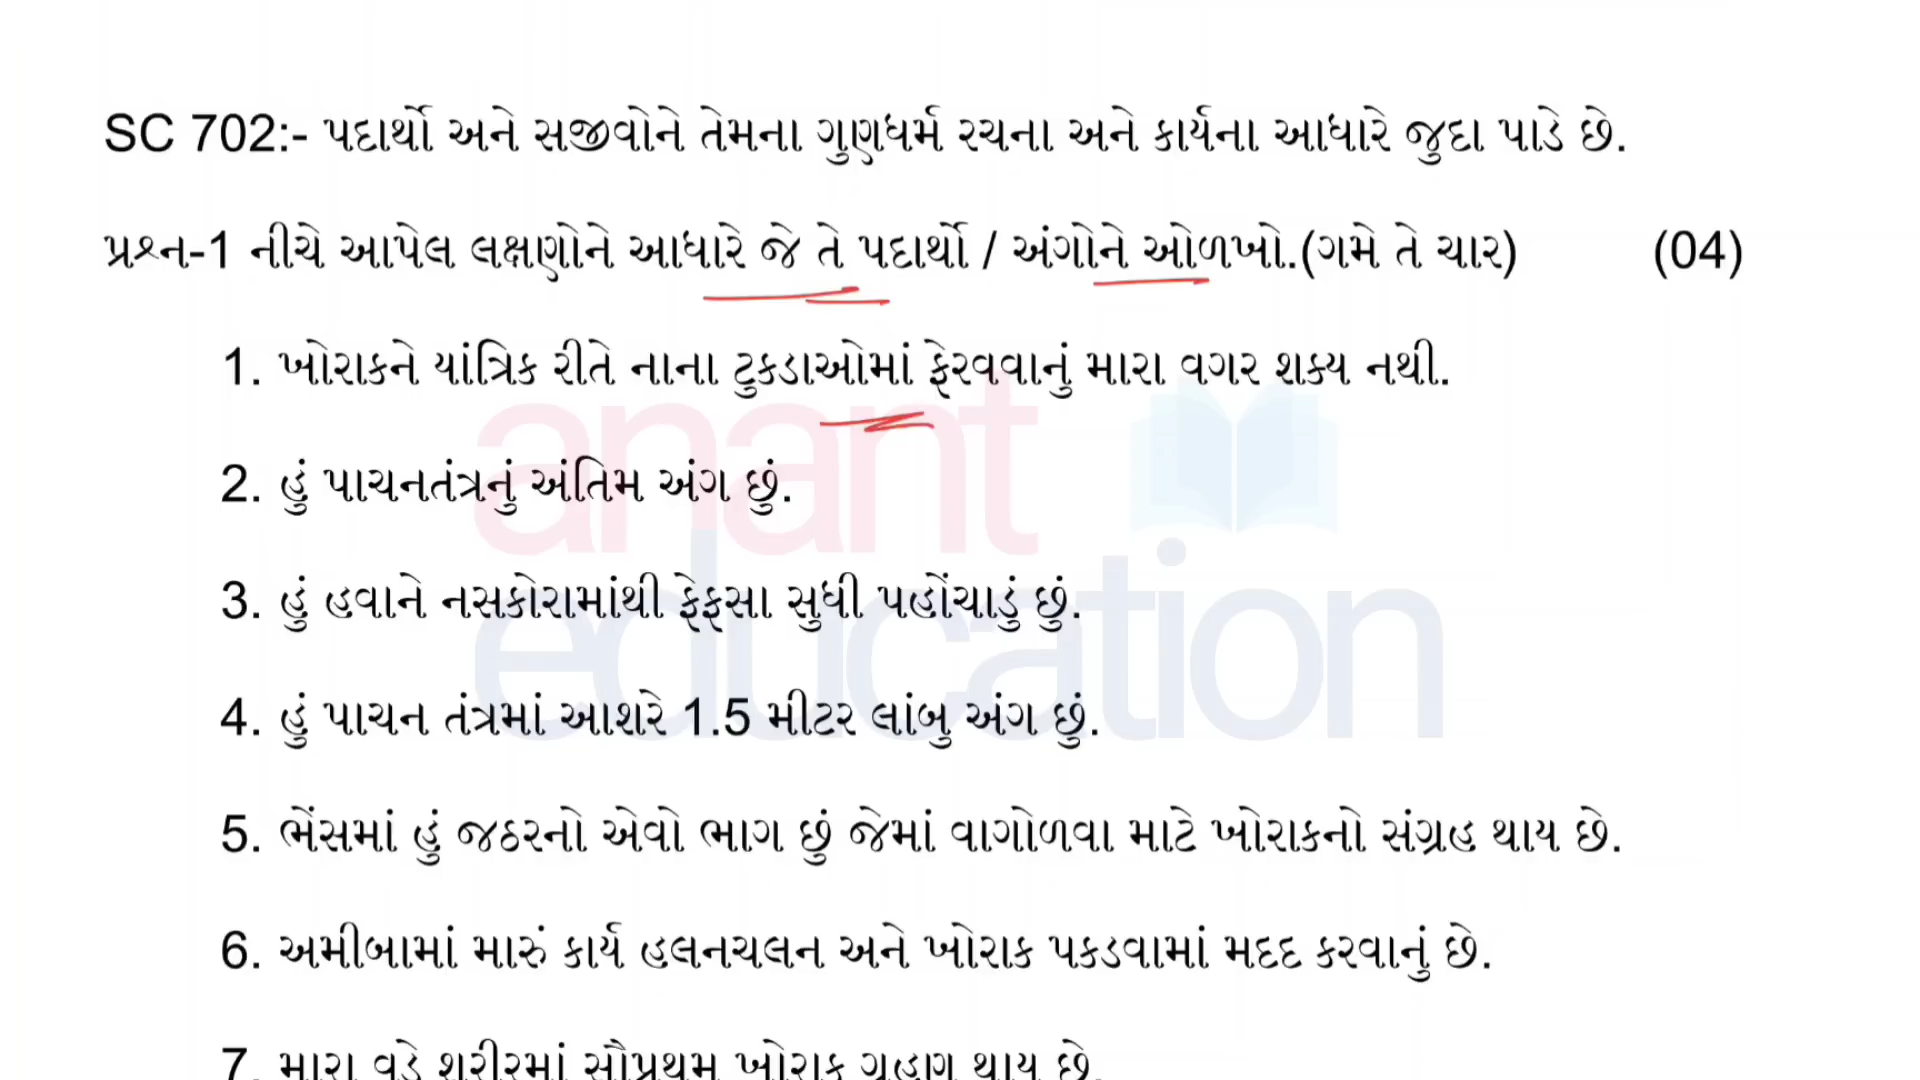 SC 702:- પદાર્થો અને સજીવોને તેમના ગુણધર્મ રચના અને કાર્યના આધારે જુદા પાડે છે.
પ્રશ્ન-1 નીચે આપેલ લક્ષણોને આધારે જે તે પદાર્થો / અંગોને ઓળખો.(ગમે તે ચાર) (04)
1. ખોરાકને યાંત્રિક રીતે નાના ટુકડાઓમાં ફેરવવાનું મારા વગર શક્ય નથી.
2. હું પાચનતંત્રનું અંતિમ અંગ છું.
3. હું હવાને નસકોરામાંથી ફેફસા સુધી પહોંચાડું છું.
4. હું પાચન તંત્રમાં આશરે 1.5 મીટર લાંબુ અંગ છું.
5. ભેંસમાં હું જઠરનો એવો ભાગ છું જેમાં વાગોળવા માટે ખોરાકનો સંગ્રહ થાય છે.
6. અમીબામાં મારું કાર્ય હલનચલન અને ખોરાક પકડવામાં મદદ કરવાનું છે.
7. મારા વડે શરીરમાં સૌપ્રથમ ખોરાક ગ્રહણ થાય છે.
anant
education